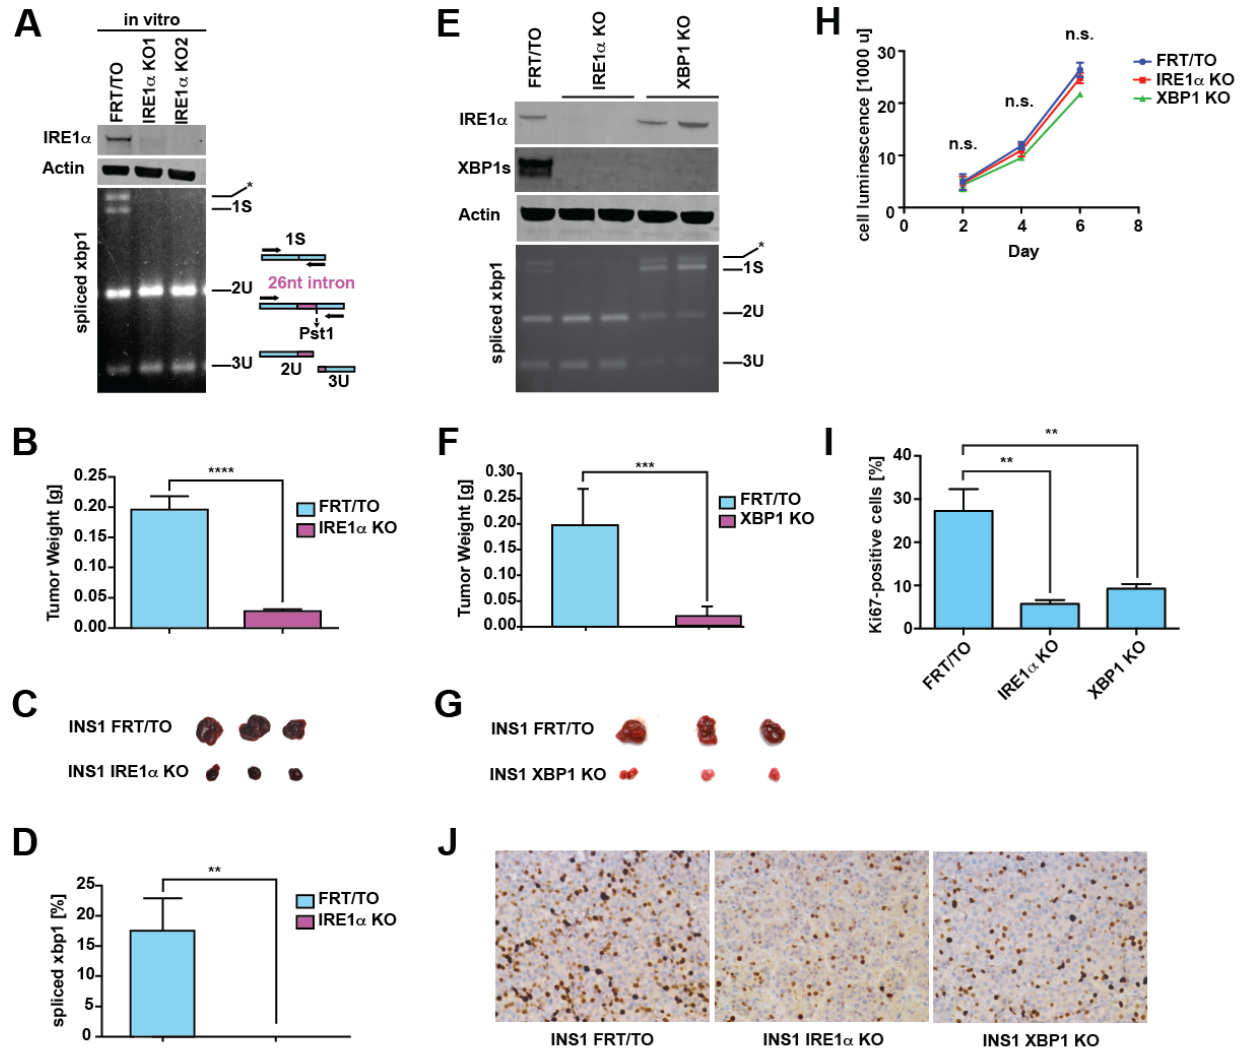 A
in vitro
FRT/TO
IRE1α KO1
IRE1α KO2
IRE1α
Actin
spliced xbp1
*
1S
2U
3U
1S
26nt intron
Pst1
2U
3U
B
Tumor Weight [g]
0.25
0.20
0.15
0.10
0.05
0.00
****
FRT/TO
IRE1α KO
C
INS1 FRT/TO
INS1 IRE1α KO
D
spliced xbp1 [%]
25
20
15
10
5
0
**
FRT/TO
IRE1α KO
E
FRT/TO
IRE1α KO
XBP1 KO
IRE1α
XBP1s
Actin
spliced xbp1
*
1S
2U
3U
F
Tumor Weight [g]
0.30
0.25
0.20
0.15
0.10
0.05
0.00
***
FRT/TO
XBP1 KO
G
INS1 FRT/TO
INS1 XBP1 KO
H
cell luminescence [1000 u]
30
20
10
0
n.s.
n.s.
n.s.
0 2 4 6 8
Day
FRT/TO
IRE1α KO
XBP1 KO
I
Ki67-positive cells [%]
40
30
20
10
0
**
**
FRT/TO
IRE1α KO
XBP1 KO
J
INS1 FRT/TO
INS1 IRE1α KO
INS1 XBP1 KO